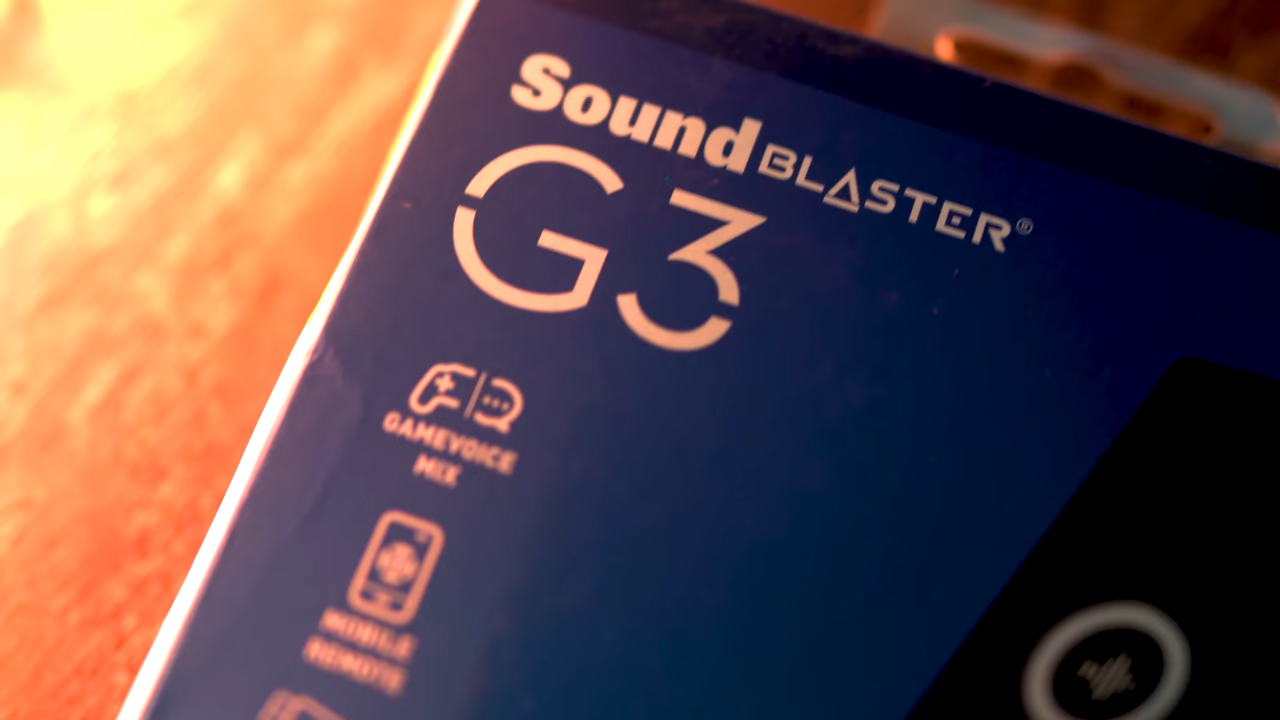 Sound BLASTER®
G3
GAMEVOICE
MIX
MOBILE
REMOTE